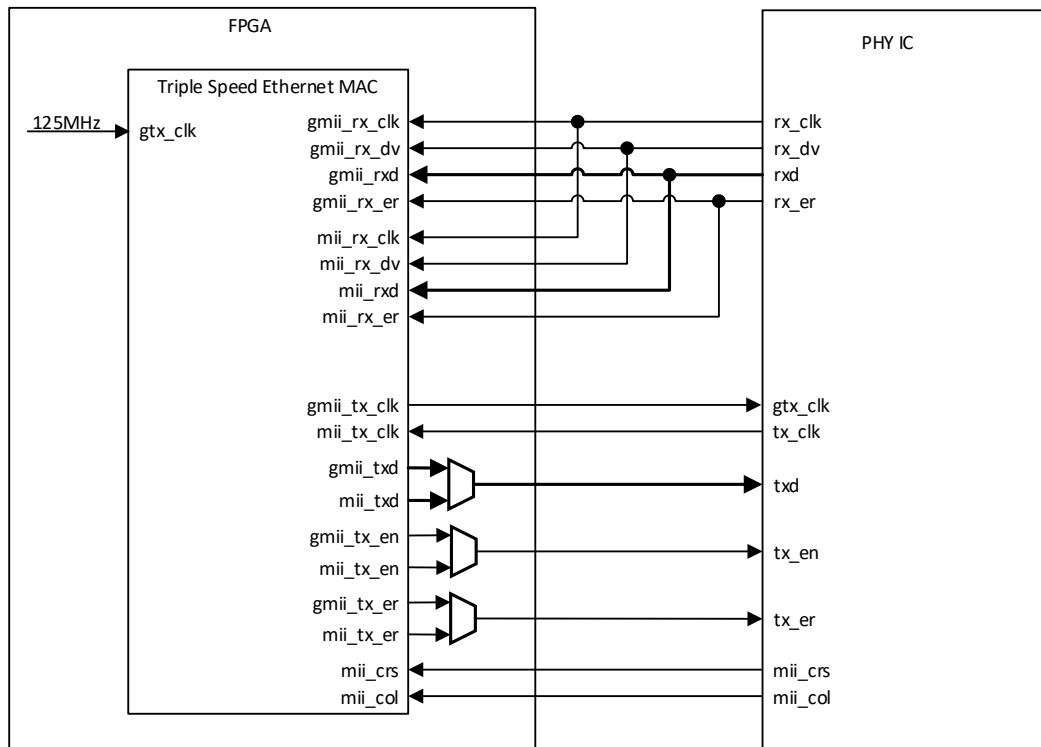 FPGA
PHY IC
Triple Speed Ethernet MAC
125MHz
gtx_clk
gmii_rx_clk
gmii_rx_dv
gmii_rxd
gmii_rx_er
mii_rx_clk
mii_rx_dv
mii_rxd
mii_rx_er
gmii_tx_clk
mii_tx_clk
gmii_txd
mii_txd
gmii_tx_en
mii_tx_en
gmii_tx_er
mii_tx_er
mii_crs
mii_col
rx_clk
rx_dv
rxd
rx_er
gtx_clk
tx_clk
txd
tx_en
tx_er
mii_crs
mii_col